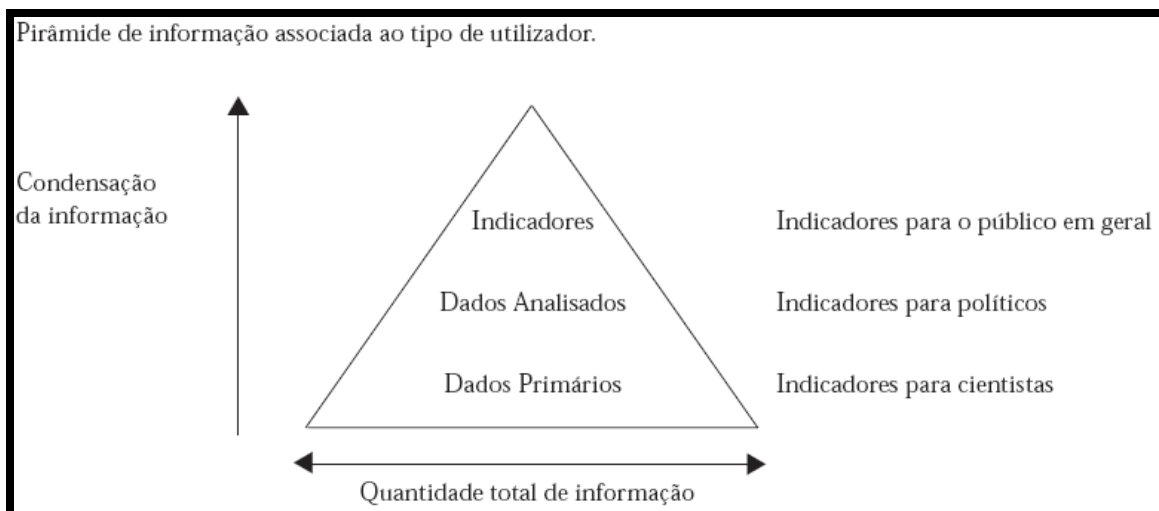 Pirâmide de informação associada ao tipo de utilizador.
Condensação
da informação
Indicadores
Indicadores para o público em geral
Dados Analisados
Indicadores para políticos
Dados Primários
Indicadores para cientistas
Quantidade total de informação